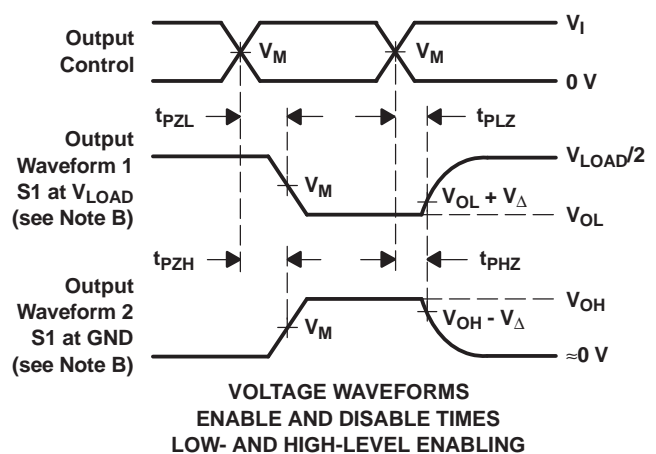 Output
Control
V_M
V_M
V_I
0 V
t_PZL
t_PLZ
Output
Waveform 1
S1 at V_LOAD
(see Note B)
V_M
V_LOAD/2
V_OL + V_Δ
V_OL
t_PZH
t_PHZ
Output
Waveform 2
S1 at GND
(see Note B)
V_M
V_OH
V_OH - V_Δ
≈0 V
VOLTAGE WAVEFORMS
ENABLE AND DISABLE TIMES
LOW- AND HIGH-LEVEL ENABLING